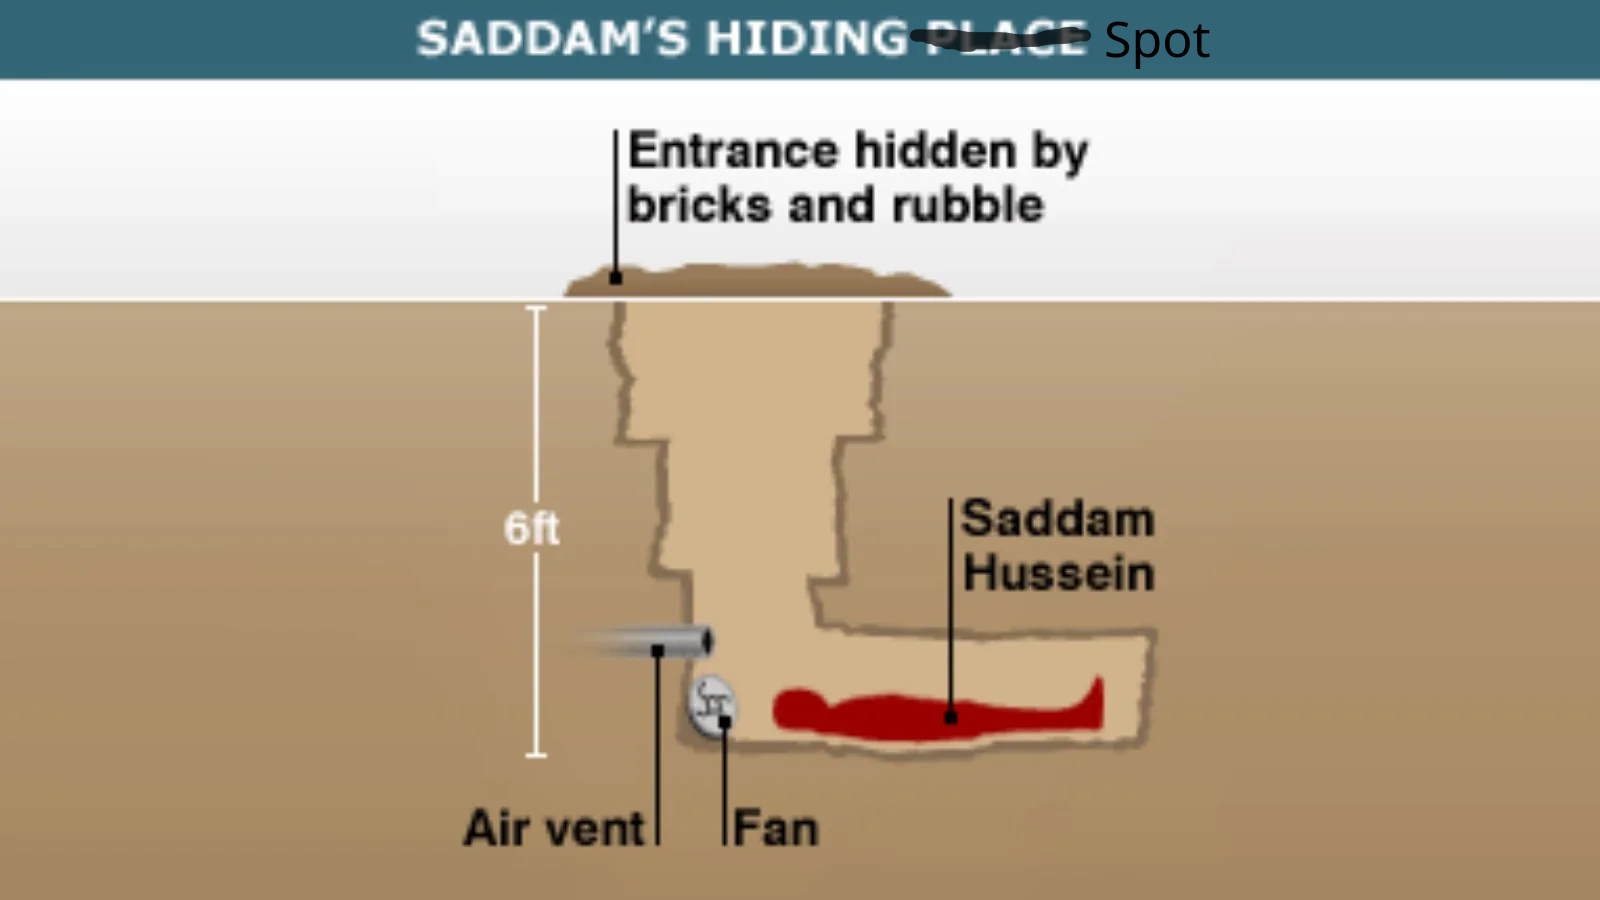 SADDAM'S HIDING PLACE Spot
Entrance hidden by
bricks and rubble
6ft
Saddam
Hussein
Air vent
Fan